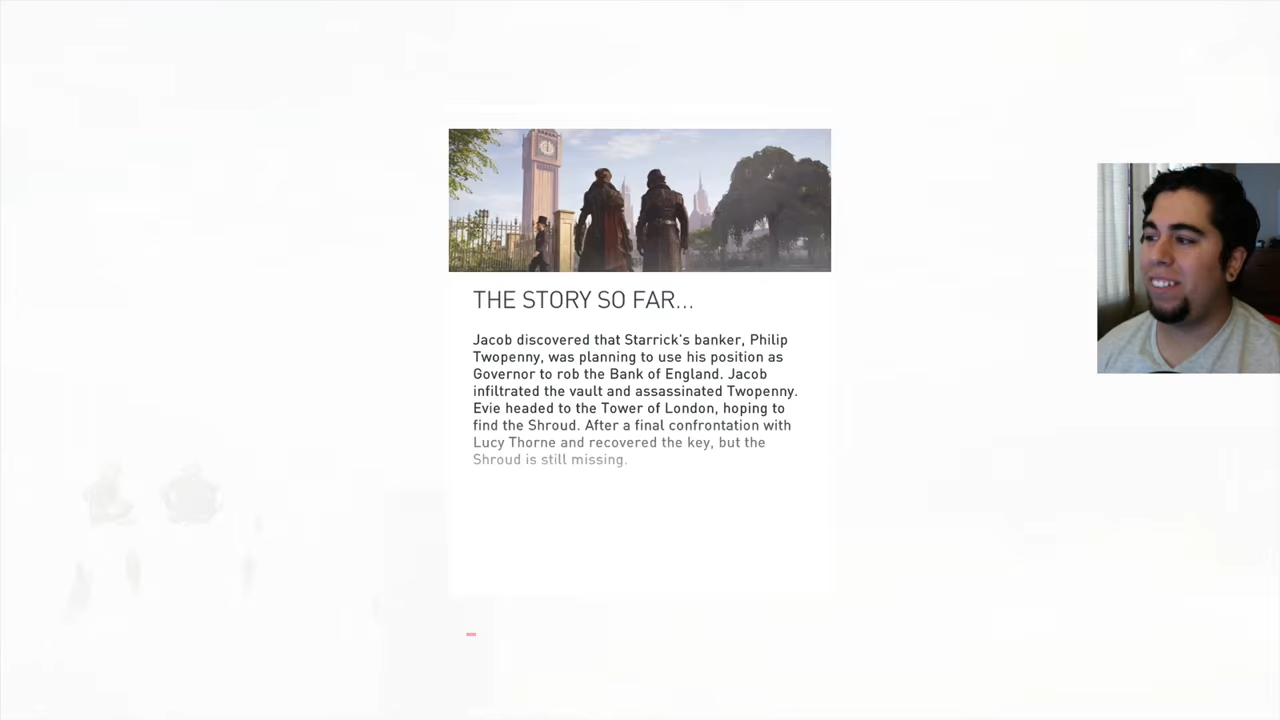 THE STORY SO FAR...
Jacob discovered that Starrick's banker, Philip
Twopenny, was planning to use his position as
Governor to rob the Bank of England. Jacob
infiltrated the vault and assassinated Twopenny.
Evie headed to the Tower of London, hoping to
find the Shroud. After a final confrontation with
Lucy Thorne and recovered the key, but the
Shroud is still missing.